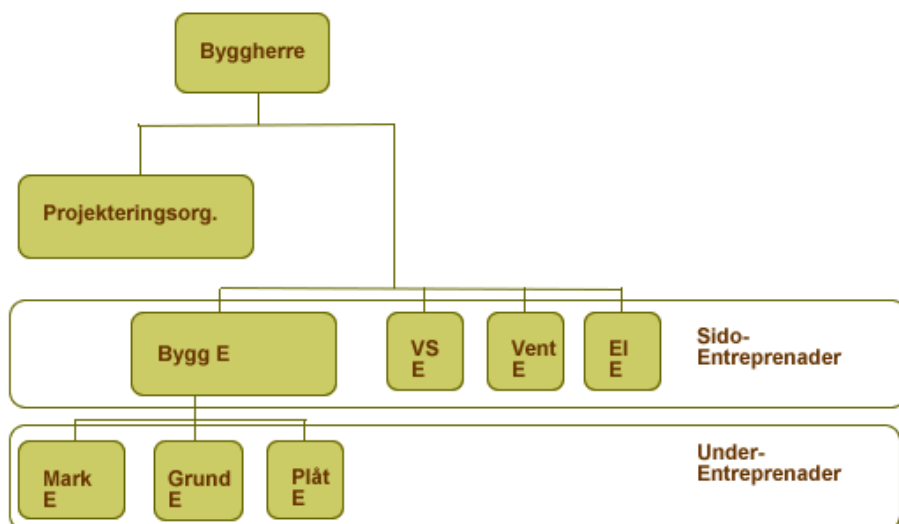 Byggherre
Projekteringsorg.
Bygg E
VS
E
Vent
E
El
E
Sido-
Entreprenader
Mark
E
Grund
E
Plåt
E
Under-
Entreprenader